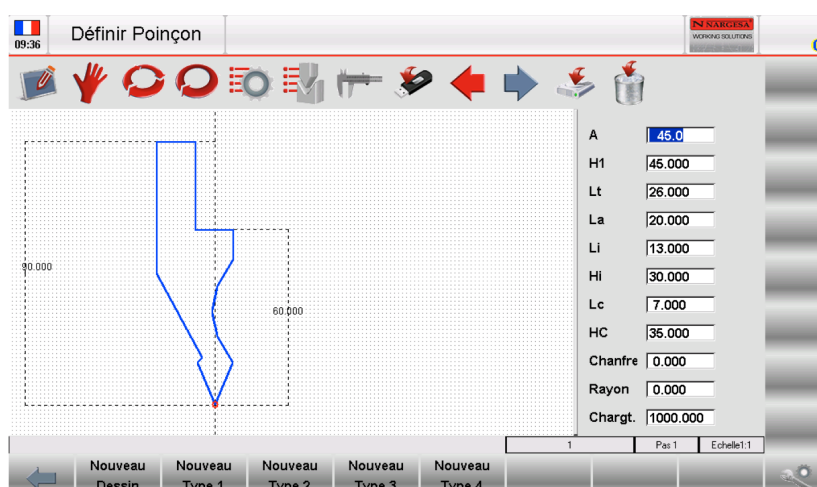 Définir Poinçon
NARGESA
WORKING SOLUTIONS
09:36
A 45.0
H1 45.000
Lt 26.000
La 20.000
Li 13.000
Hi 30.000
Lc 7.000
HC 35.000
Chanfre 0.000
Rayon 0.000
Chargt. 1000.000
90.000
60.000
1 Pas 1 Echelle1:1
Nouveau Nouveau Nouveau Nouveau Nouveau
Dessin Type 1 Type 2 Type 3 Type 4